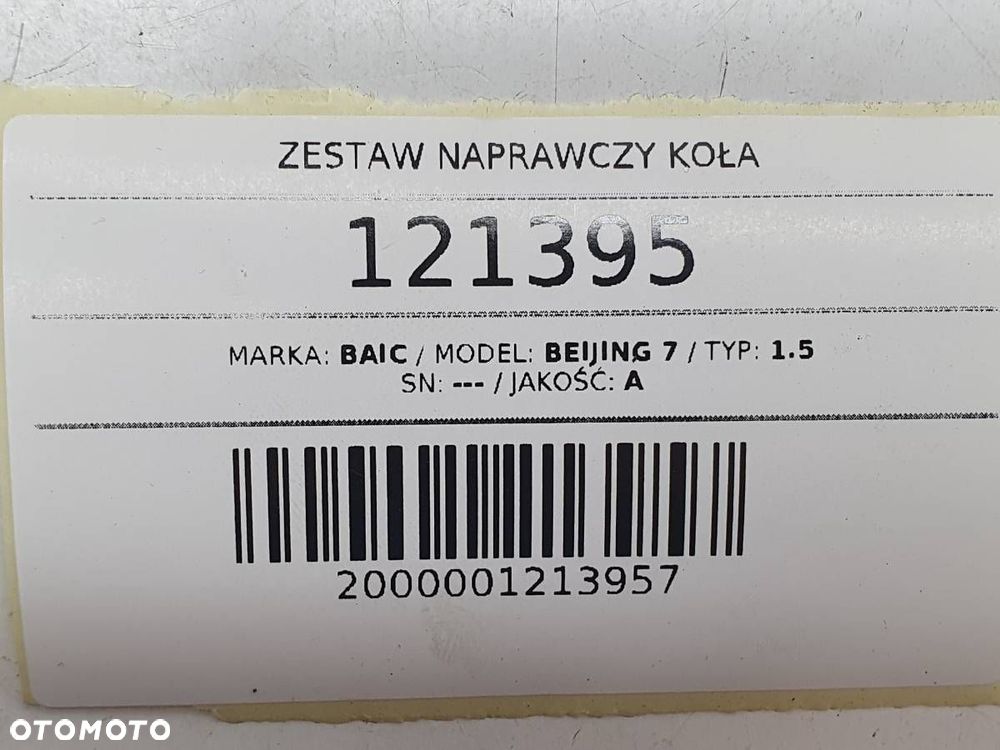 ZESTAW NAPRAWCZY KOŁA
121395
MARKA: BAIC / MODEL: BEIJING 7 / TYP: 1.5
SN: --- / JAKOŚĆ: A
2000001213957
OTOMOTO